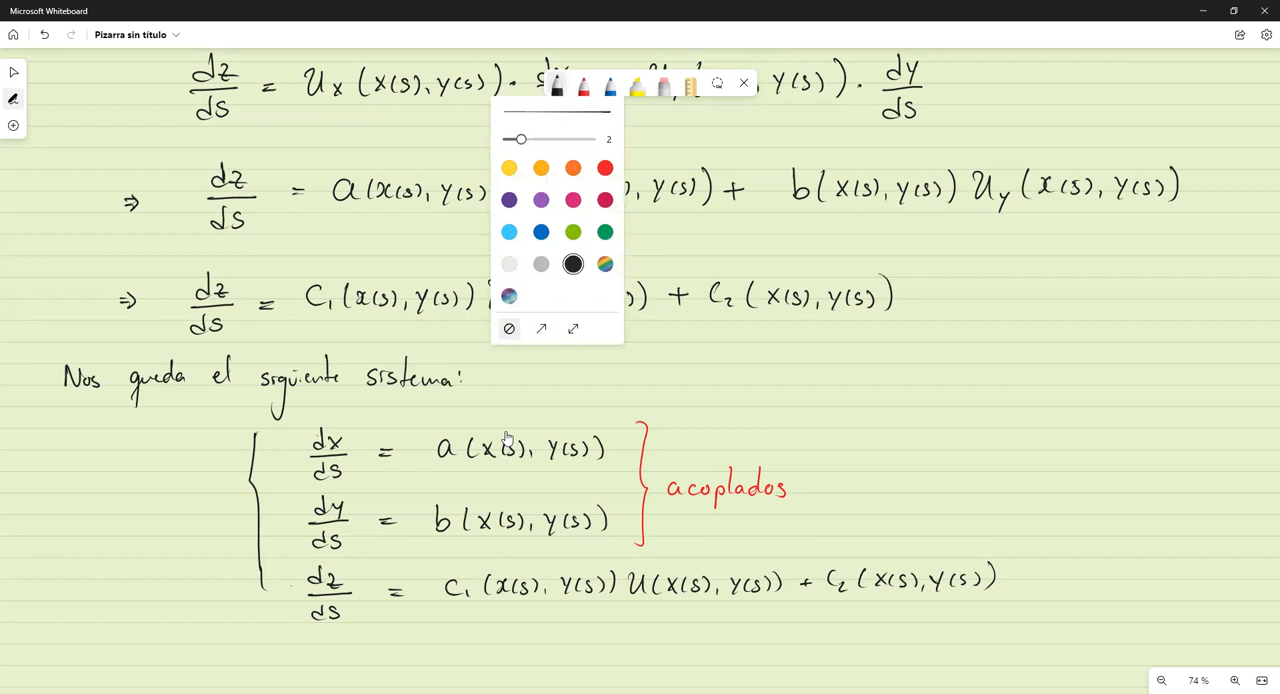 Microsoft Whiteboard
Pizarra sin título
dz/ds = u_x (x(s), y(s)) · y(s)) · dy/ds
2
⇒ dz/ds = a(x(s), y(s) , y(s)) + b(x(s), y(s)) u_y (x(s), y(s))
⇒ dz/ds = c₁(x(s), y(s)) ) + c₂(x(s), y(s))
Nos queda el siguiente sistema:
dx/ds = a(x(s), y(s))
acoplados
dy/ds = b(x(s), y(s))
dz/ds = c₁(x(s), y(s)) u(x(s), y(s)) + c₂(x(s), y(s))
74 %